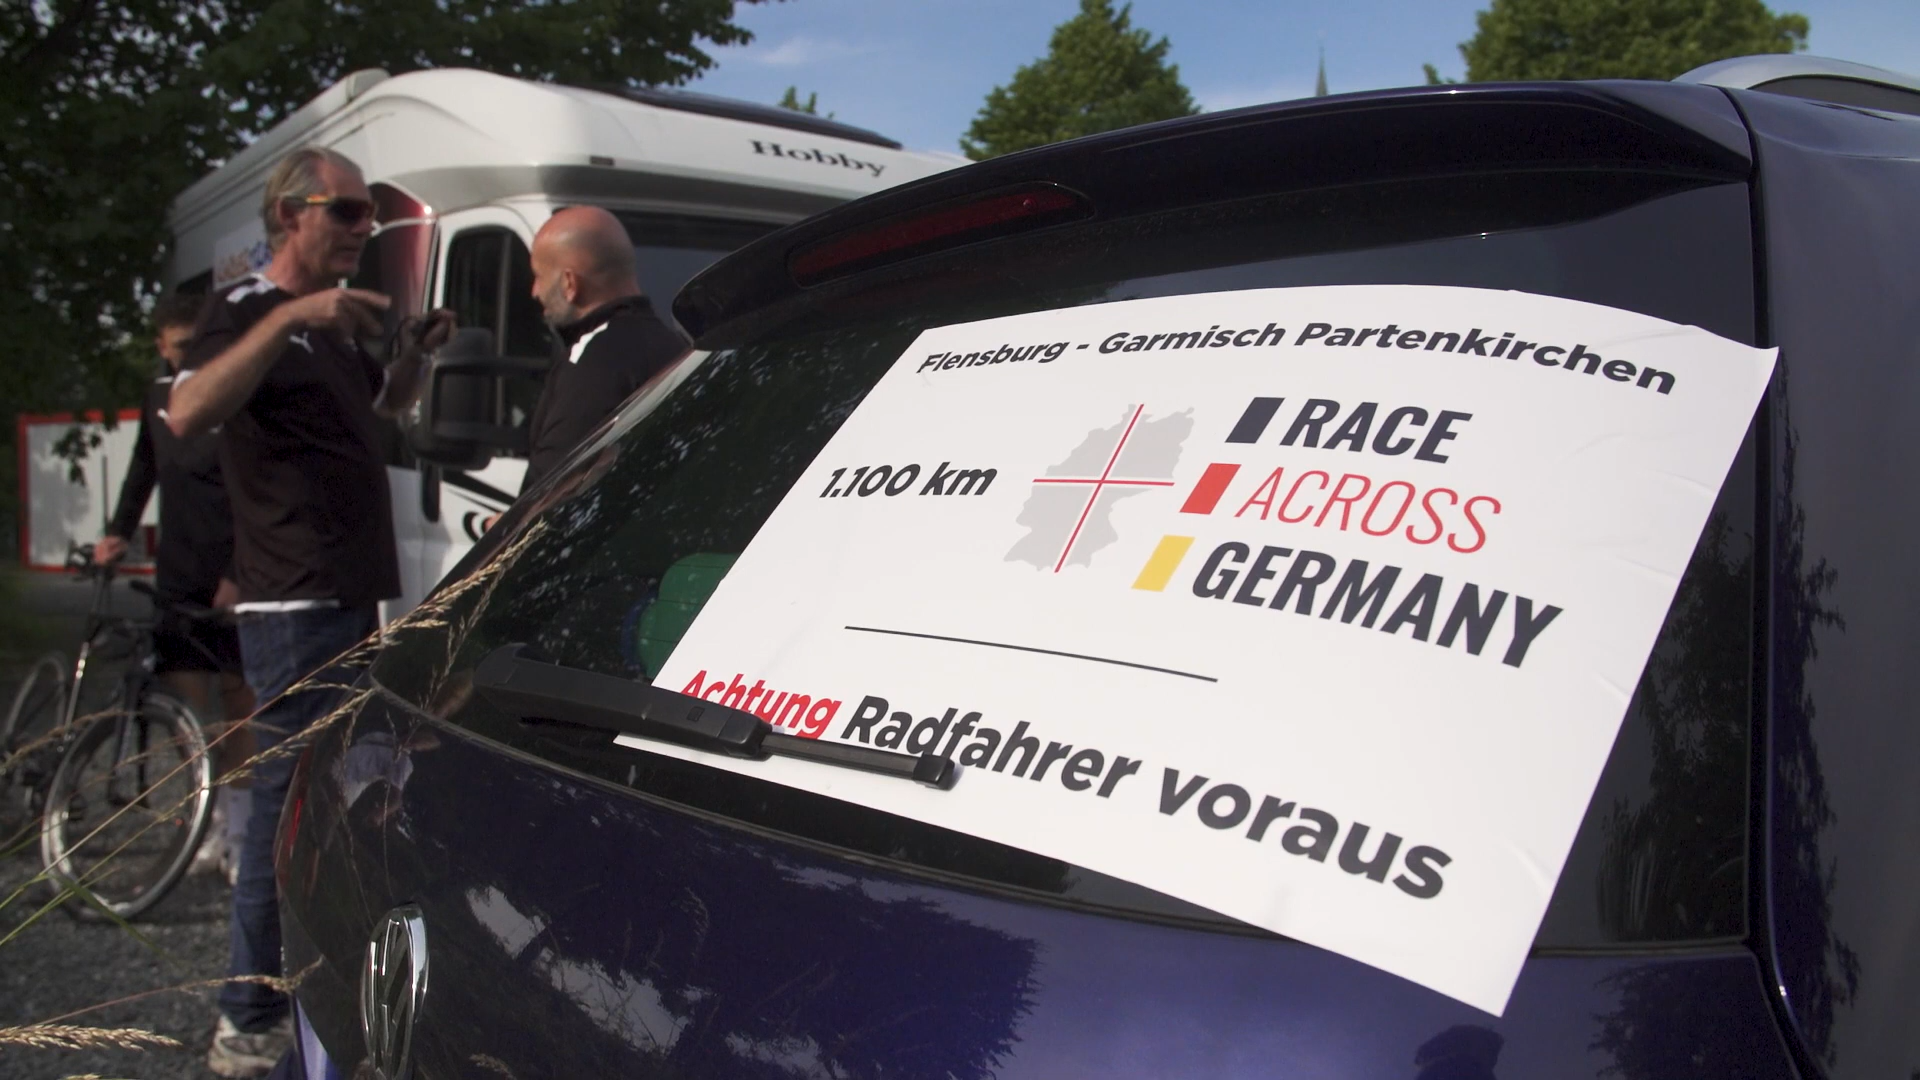 Hobby
Flensburg - Garmisch Partenkirchen
1.100 km
RACE
ACROSS
GERMANY
Achtung Radfahrer voraus